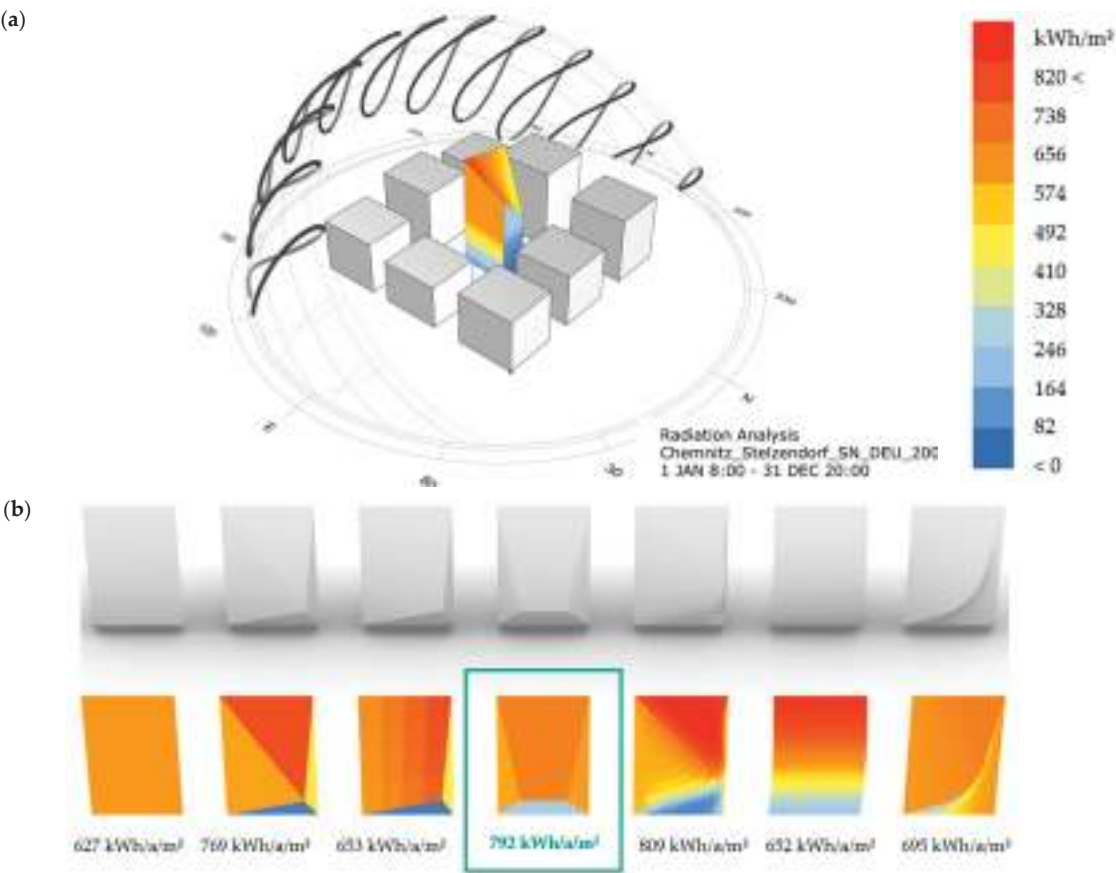 (a)
kWh/m²
820 <
738
656
574
492
410
328
246
164
82
< 0
Radiation Analysis
Chemnitz_Stelzendorf_SN_DEU_200
1 JAN 8:00 - 31 DEC 20:00
(b)
627 kWh/a/m² 769 kWh/a/m² 653 kWh/a/m² 792 kWh/a/m² 809 kWh/a/m² 652 kWh/a/m² 695 kWh/a/m²